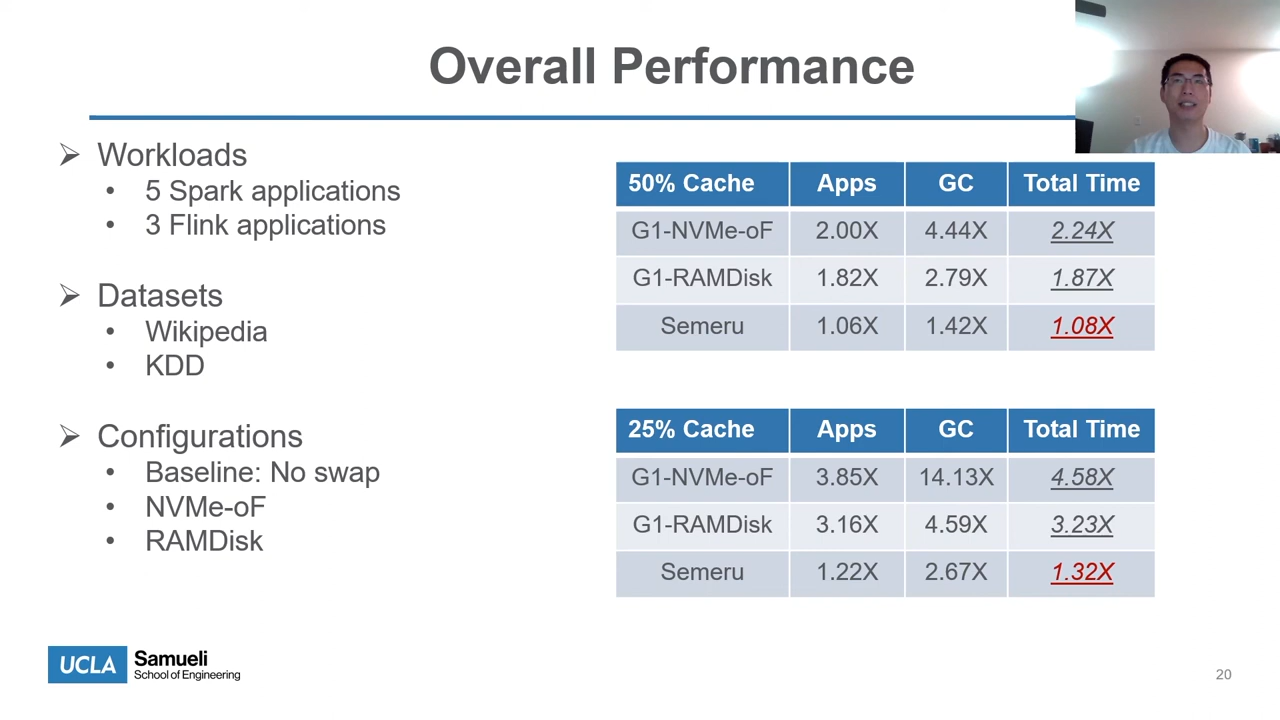 Overall Performance
Workloads
5 Spark applications
3 Flink applications
Datasets
Wikipedia
KDD
Configurations
Baseline: No swap
NVMe-oF
RAMDisk
50% Cache Apps GC Total Time
G1-NVMe-oF 2.00X 4.44X 2.24X
G1-RAMDisk 1.82X 2.79X 1.87X
Semeru 1.06X 1.42X 1.08X
25% Cache Apps GC Total Time
G1-NVMe-oF 3.85X 14.13X 4.58X
G1-RAMDisk 3.16X 4.59X 3.23X
Semeru 1.22X 2.67X 1.32X
UCLA Samueli
School of Engineering
20